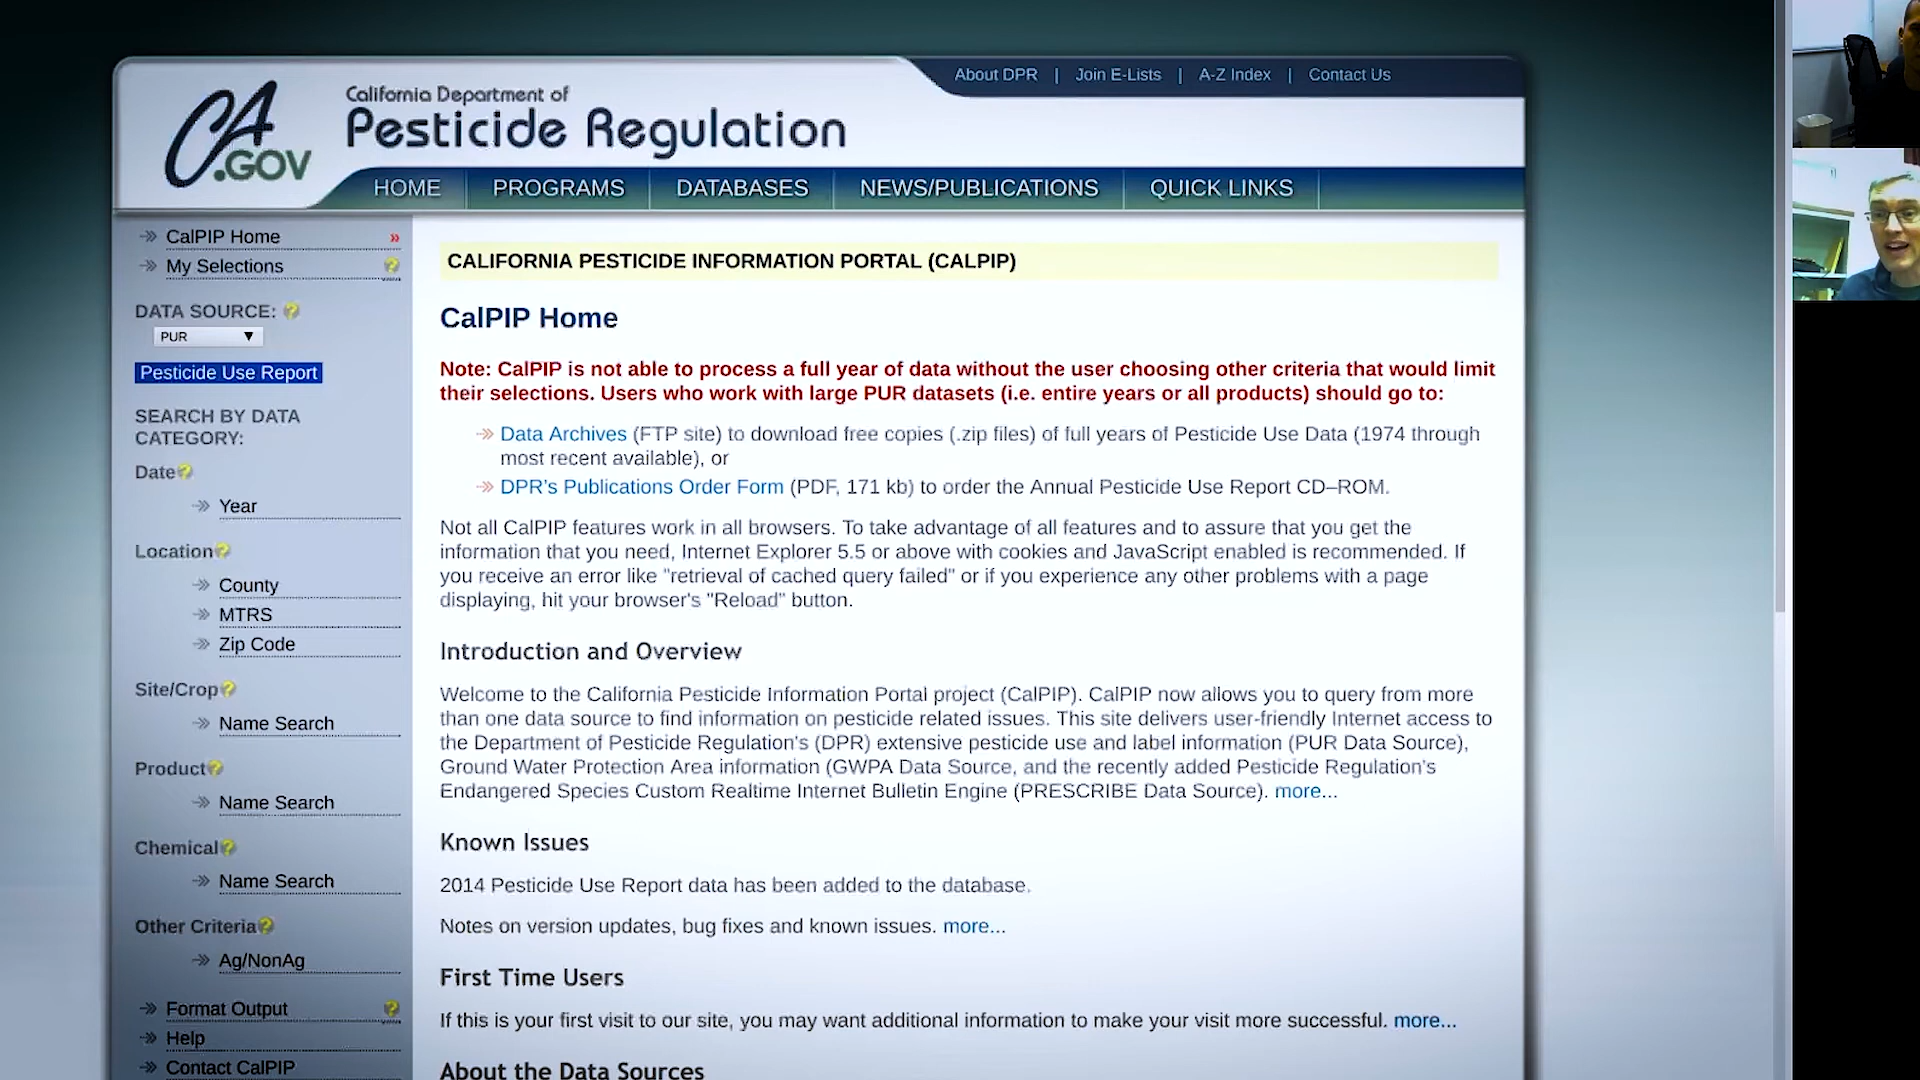 About DPR | Join E-Lists | A-Z Index | Contact Us
CA
.GOV
California Department of
Pesticide Regulation
HOME PROGRAMS DATABASES NEWS/PUBLICATIONS QUICK LINKS
CalPIP Home »
My Selections ?
DATA SOURCE: ?
PUR ▼
Pesticide Use Report
SEARCH BY DATA
CATEGORY:
Date?
Year
Location?
County
MTRS
Zip Code
Site/Crop?
Name Search
Product?
Name Search
Chemical?
Name Search
Other Criteria?
Ag/NonAg
Format Output ?
Help
Contact CalPIP
CALIFORNIA PESTICIDE INFORMATION PORTAL (CALPIP)
CalPIP Home
Note: CalPIP is not able to process a full year of data without the user choosing other criteria that would limit
their selections. Users who work with large PUR datasets (i.e. entire years or all products) should go to:
Data Archives (FTP site) to download free copies (.zip files) of full years of Pesticide Use Data (1974 through
most recent available), or
DPR's Publications Order Form (PDF, 171 kb) to order the Annual Pesticide Use Report CD–ROM.
Not all CalPIP features work in all browsers. To take advantage of all features and to assure that you get the
information that you need, Internet Explorer 5.5 or above with cookies and JavaScript enabled is recommended. If
you receive an error like "retrieval of cached query failed" or if you experience any other problems with a page
displaying, hit your browser's "Reload" button.
Introduction and Overview
Welcome to the California Pesticide Information Portal project (CalPIP). CalPIP now allows you to query from more
than one data source to find information on pesticide related issues. This site delivers user-friendly Internet access to
the Department of Pesticide Regulation's (DPR) extensive pesticide use and label information (PUR Data Source),
Ground Water Protection Area information (GWPA Data Source, and the recently added Pesticide Regulation's
Endangered Species Custom Realtime Internet Bulletin Engine (PRESCRIBE Data Source). more...
Known Issues
2014 Pesticide Use Report data has been added to the database.
Notes on version updates, bug fixes and known issues. more...
First Time Users
If this is your first visit to our site, you may want additional information to make your visit more successful. more...
About the Data Sources